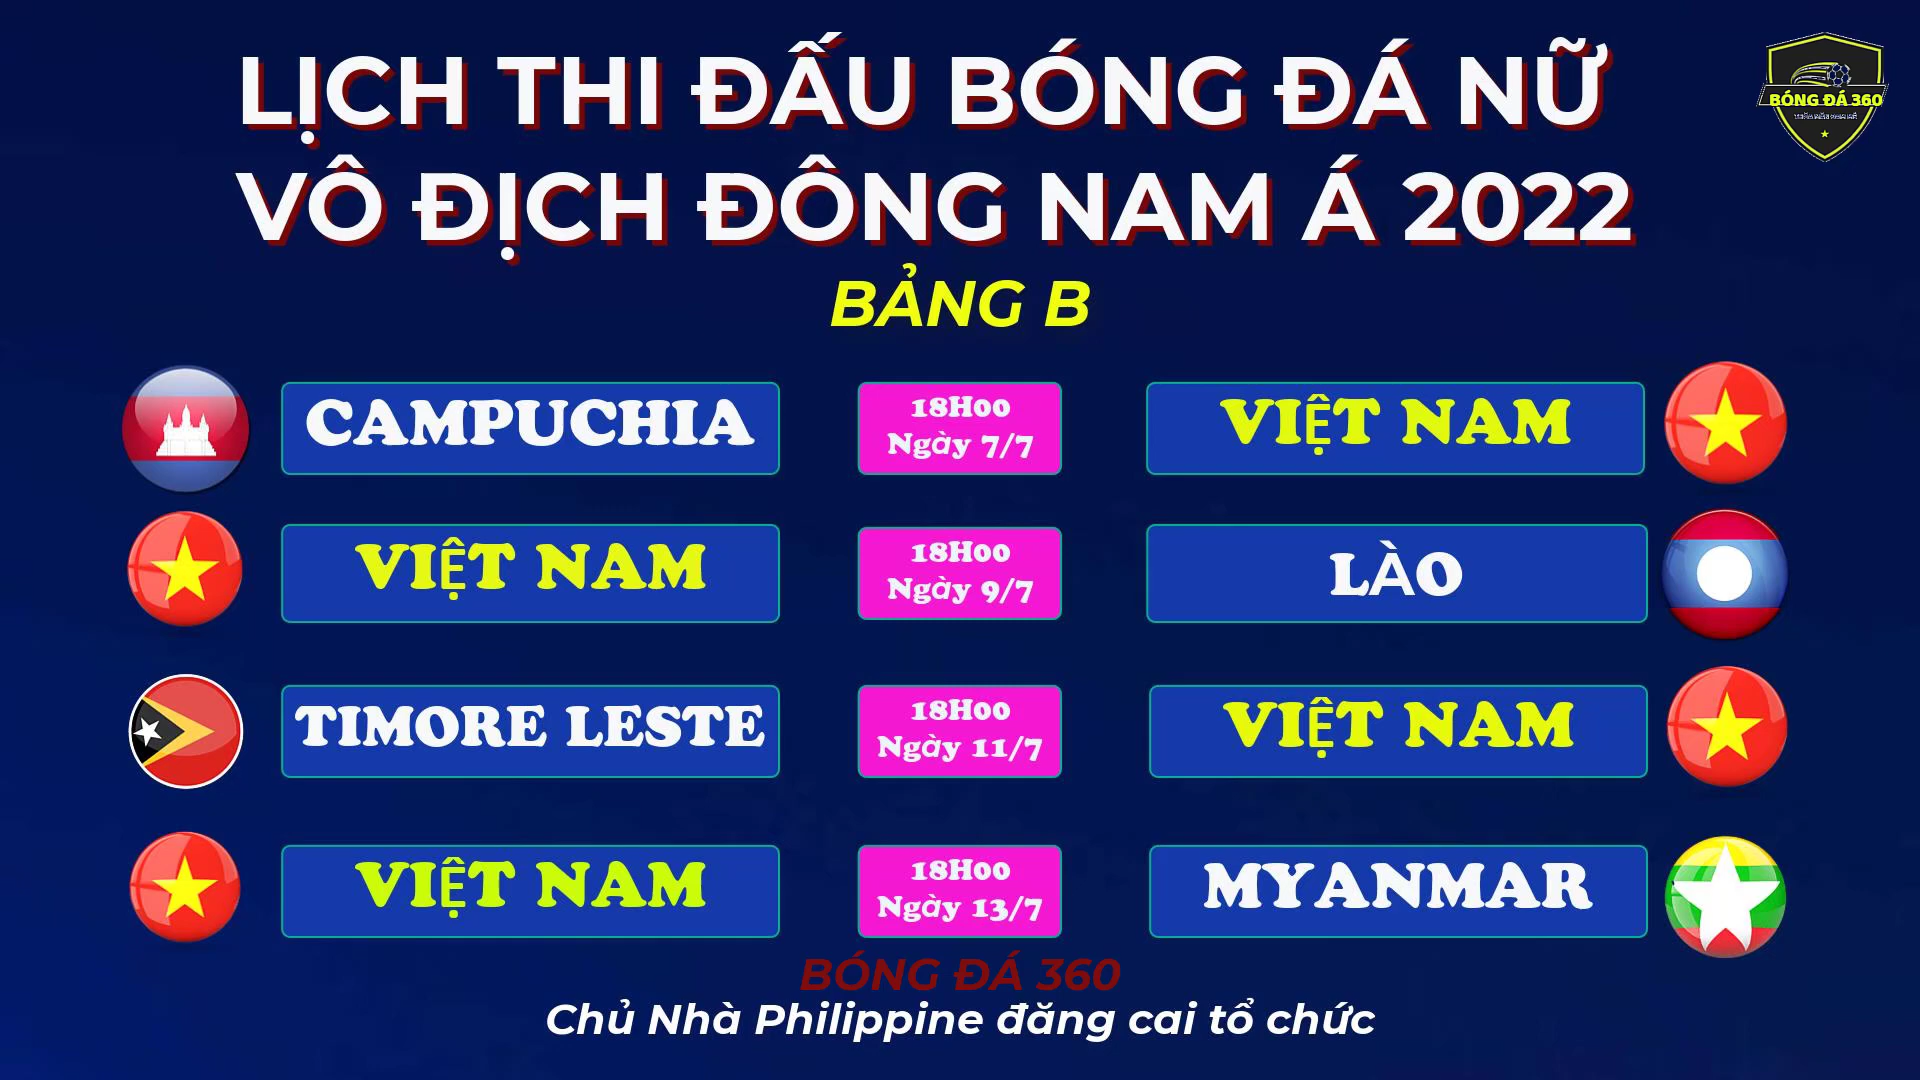 LỊCH THI ĐẤU BÓNG ĐÁ NỮ
VÔ ĐỊCH ĐÔNG NAM Á 2022
BÓNG ĐÁ 360
BẢNG B
CAMPUCHIA
18H00
Ngày 7/7
VIỆT NAM
VIỆT NAM
18H00
Ngày 9/7
LÀO
TIMORE LESTE
18H00
Ngày 11/7
VIỆT NAM
VIỆT NAM
18H00
Ngày 13/7
MYANMAR
BÓNG ĐÁ 360
Chủ Nhà Philippine đăng cai tổ chức